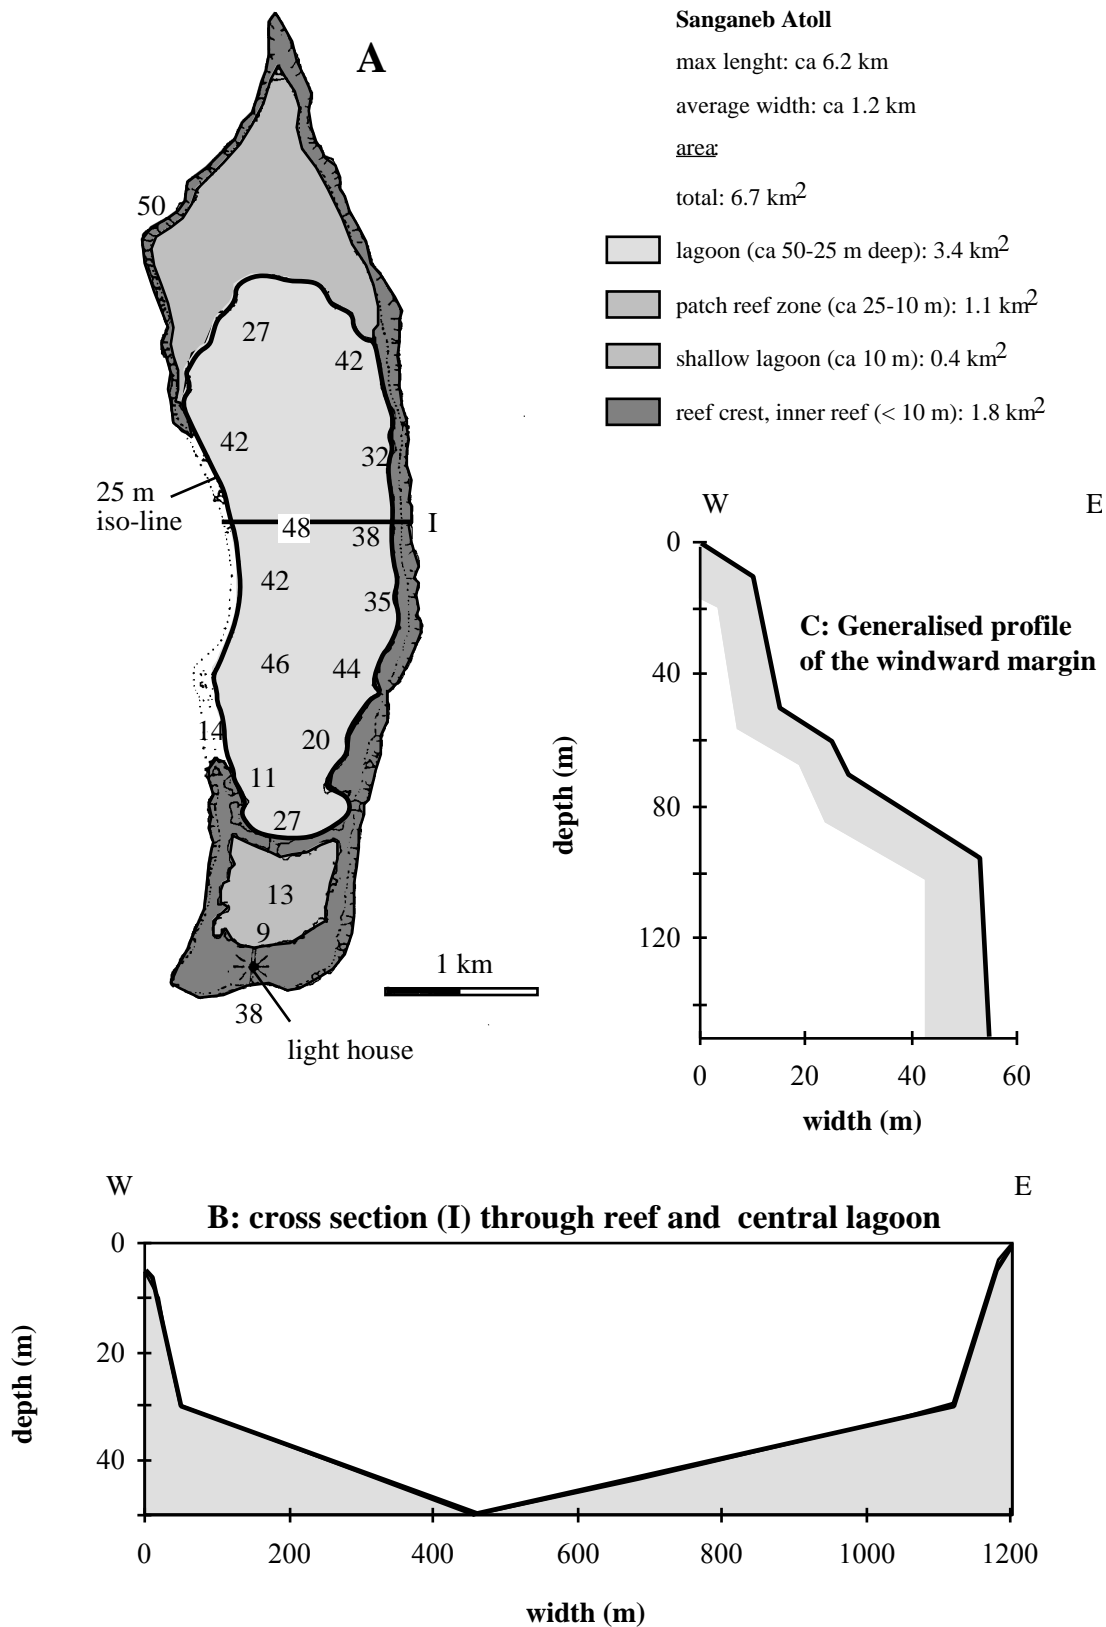 A
Sanganeb Atoll
max lenght: ca 6.2 km
average width: ca 1.2 km
area:
total: 6.7 km2
lagoon (ca 50-25 m deep): 3.4 km2
patch reef zone (ca 25-10 m): 1.1 km2
shallow lagoon (ca 10 m): 0.4 km2
reef crest, inner reef (< 10 m): 1.8 km2
50
27
42
42
32
25 m
iso-line
48
I
38
42
35
46
44
14
20
11
27
13
9
1 km
38
light house
W
E
0
C: Generalised profile
of the windward margin
40
80
120
depth (m)
0
20
40
60
width (m)
W
E
B: cross section (I) through reef and central lagoon
0
20
40
depth (m)
0
200
400
600
800
1000
1200
width (m)